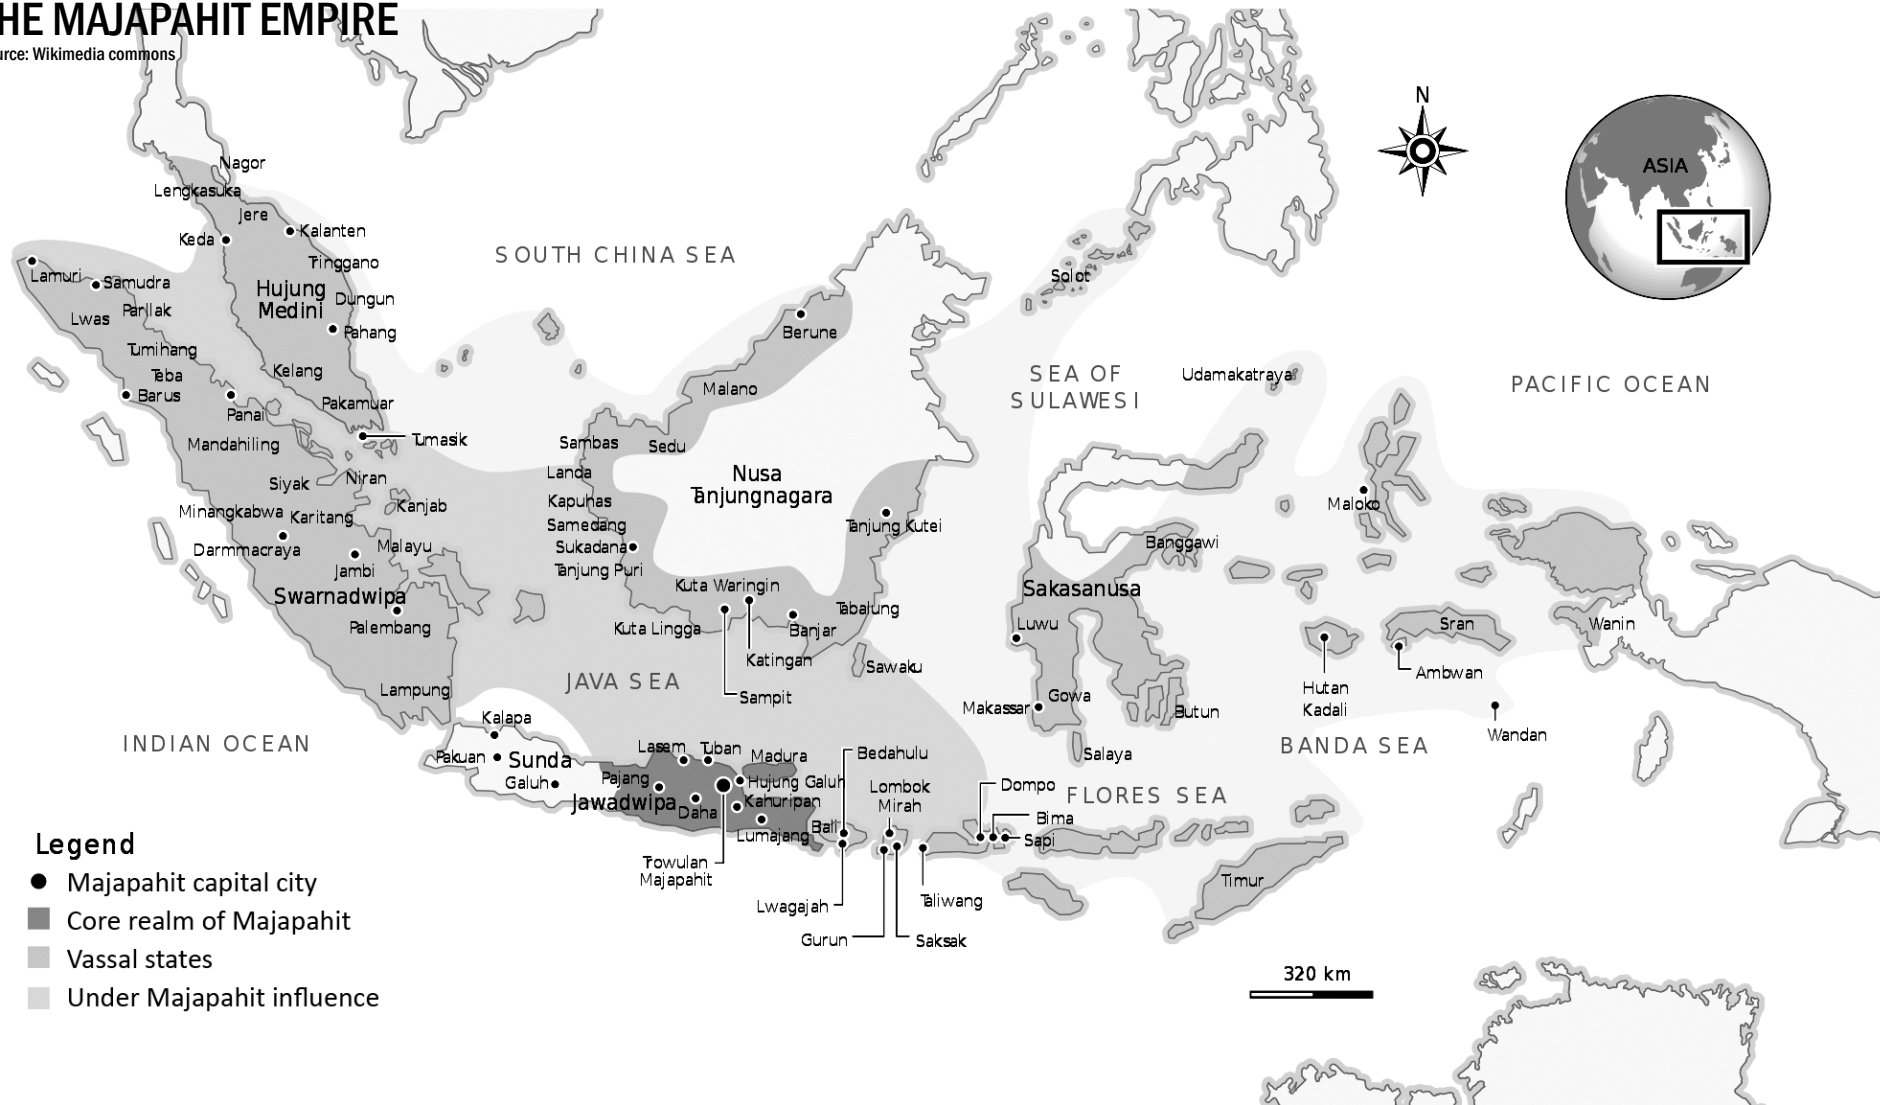 HE MAJAPAHIT EMPIRE
urce: Wikimedia commons
N
ASIA
Nagor
Lengkasuka
Jere
Keda
Kalanten
Tringgano
Lamuri
Samudra
Hujung
Medini
Dungun
Parllak
Lwas
Pahang
Tumihang
Teba
Kelang
Barus
Pakamuar
Panai
Tumasik
Mandahiling
Siyak
Niran
Kanjab
Minangkabwa
Karitang
Darmmacraya
Malayu
Jambi
Swarnadwipa
Palembang
Lampung
SOUTH CHINA SEA
Berune
Malano
Sambas
Sedu
Landa
Nusa
Tanjungnagara
Kapuhas
Samedang
Sukadana
Tanjung Puri
Tanjung Kutei
Kuta Waringin
Tabalung
Kuta Lingga
Banjar
Katingan
Sawaku
Sampit
JAVA SEA
Solot
SEA OF
SULAWESI
Udamakatraya
PACIFIC OCEAN
Maloko
Banggawi
Sakasanusa
Luwu
Sran
Wanin
Ambwan
Hutan
Kadali
Makassar
Gowa
Butun
Wandan
Salaya
BANDA SEA
INDIAN OCEAN
Kalapa
Pakuan
Sunda
Galuh
Lasem
Tuban
Madura
Pajang
Hujung Galuh
Jawadwipa
Daha
Kahuripan
Lumajang
Bali
Bedahulu
Lombok
Mirah
Dompo
FLORES SEA
Bima
Sapi
Trowulan
Majapahit
Lwagajah
Taliwang
Gurun
Saksak
Timur
320 km
Legend
Majapahit capital city
Core realm of Majapahit
Vassal states
Under Majapahit influence